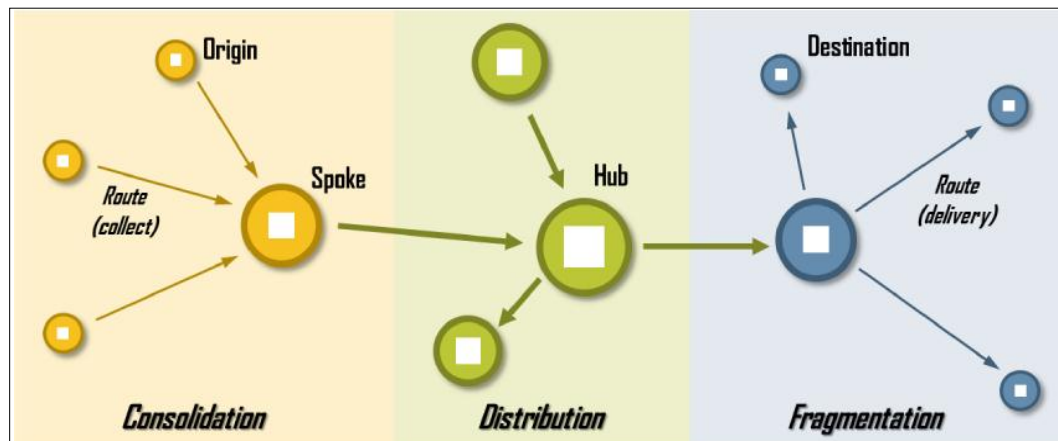 Origin
Spoke
Route
(collect)
Consolidation
Hub
Distribution
Destination
Route
(delivery)
Fragmentation